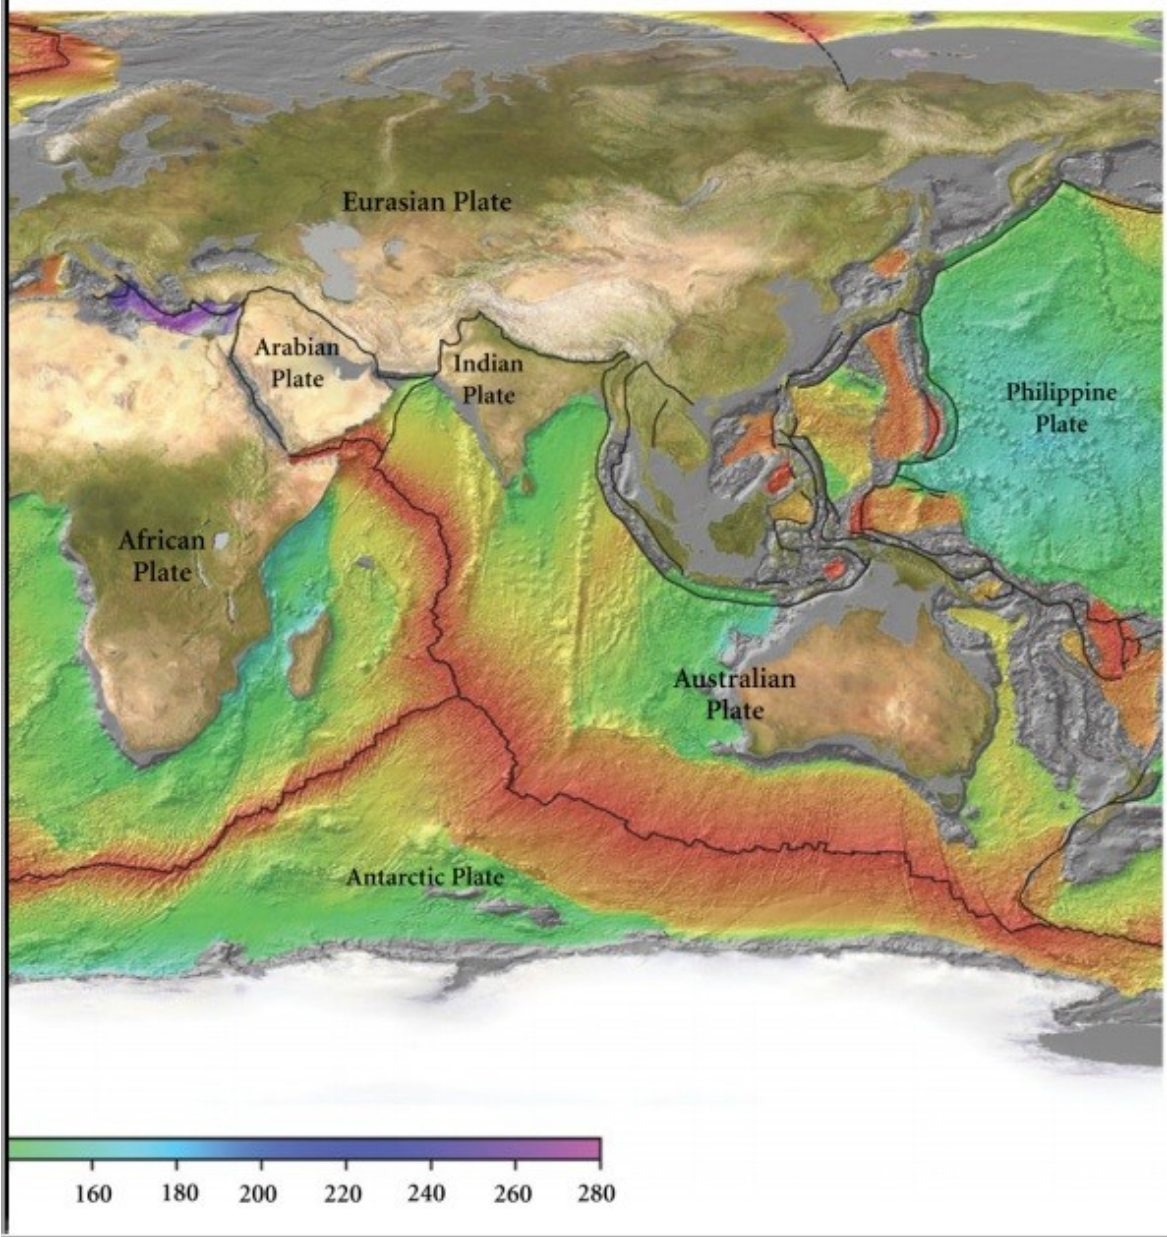 Eurasian Plate
Arabian
Plate
Indian
Plate
Philippine
Plate
African
Plate
Australian
Plate
Antarctic Plate
160 180 200 220 240 260 280